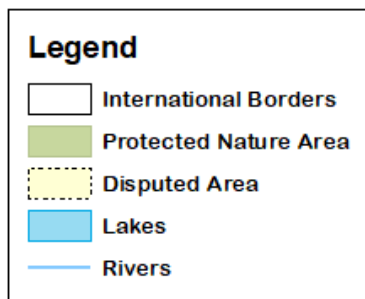 Legend
International Borders
Protected Nature Area
Disputed Area
Lakes
Rivers